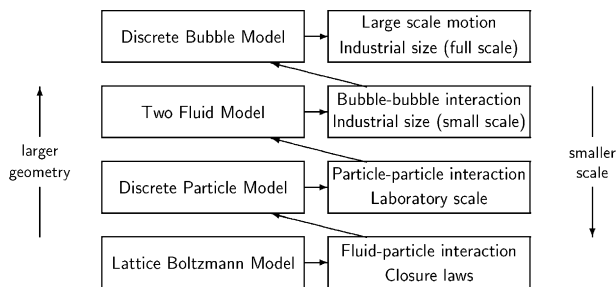 Discrete Bubble Model
Large scale motion
Industrial size (full scale)
Two Fluid Model
Bubble-bubble interaction
Industrial size (small scale)
larger
geometry
smaller
scale
Discrete Particle Model
Particle-particle interaction
Laboratory scale
Lattice Boltzmann Model
Fluid-particle interaction
Closure laws